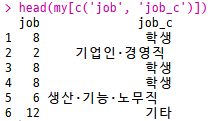 > head(my[c('job', 'job_c')])
job job_c
1 8 학생
2 2 기업인·경영직
3 8 학생
4 8 학생
5 6 생산·기능·노무직
6 12 기타